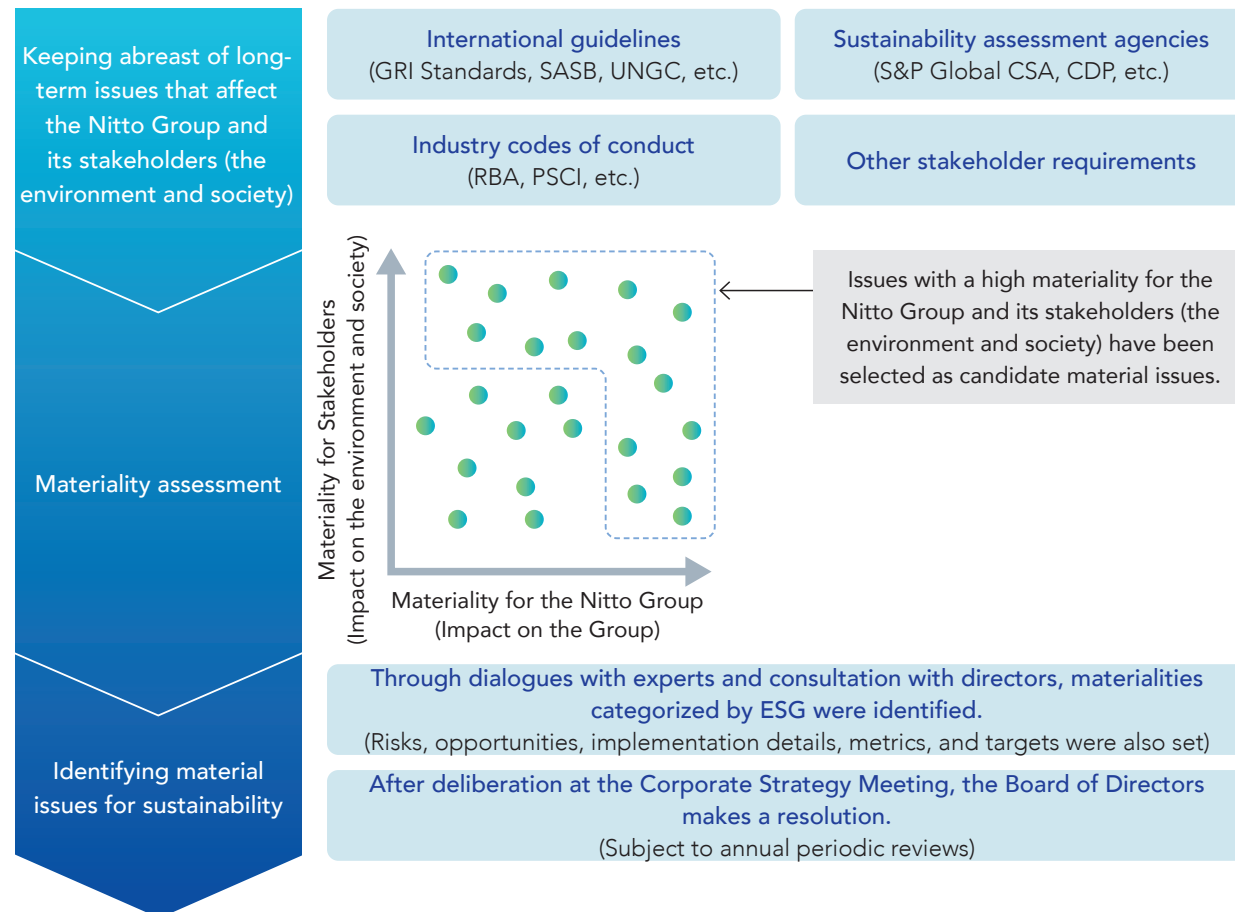 Keeping abreast of long-
term issues that affect
the Nitto Group and
its stakeholders (the
environment and society)
International guidelines
(GRI Standards, SASB, UNGC, etc.)
Sustainability assessment agencies
(S&P Global CSA, CDP, etc.)
Industry codes of conduct
(RBA, PSCI, etc.)
Other stakeholder requirements
Materiality assessment
Materiality for Stakeholders
(Impact on the environment and society)
Materiality for the Nitto Group
(Impact on the Group)
Issues with a high materiality for the
Nitto Group and its stakeholders (the
environment and society) have been
selected as candidate material issues.
Identifying material
issues for sustainability
Through dialogues with experts and consultation with directors, materialities
categorized by ESG were identified.
(Risks, opportunities, implementation details, metrics, and targets were also set)
After deliberation at the Corporate Strategy Meeting, the Board of Directors
makes a resolution.
(Subject to annual periodic reviews)